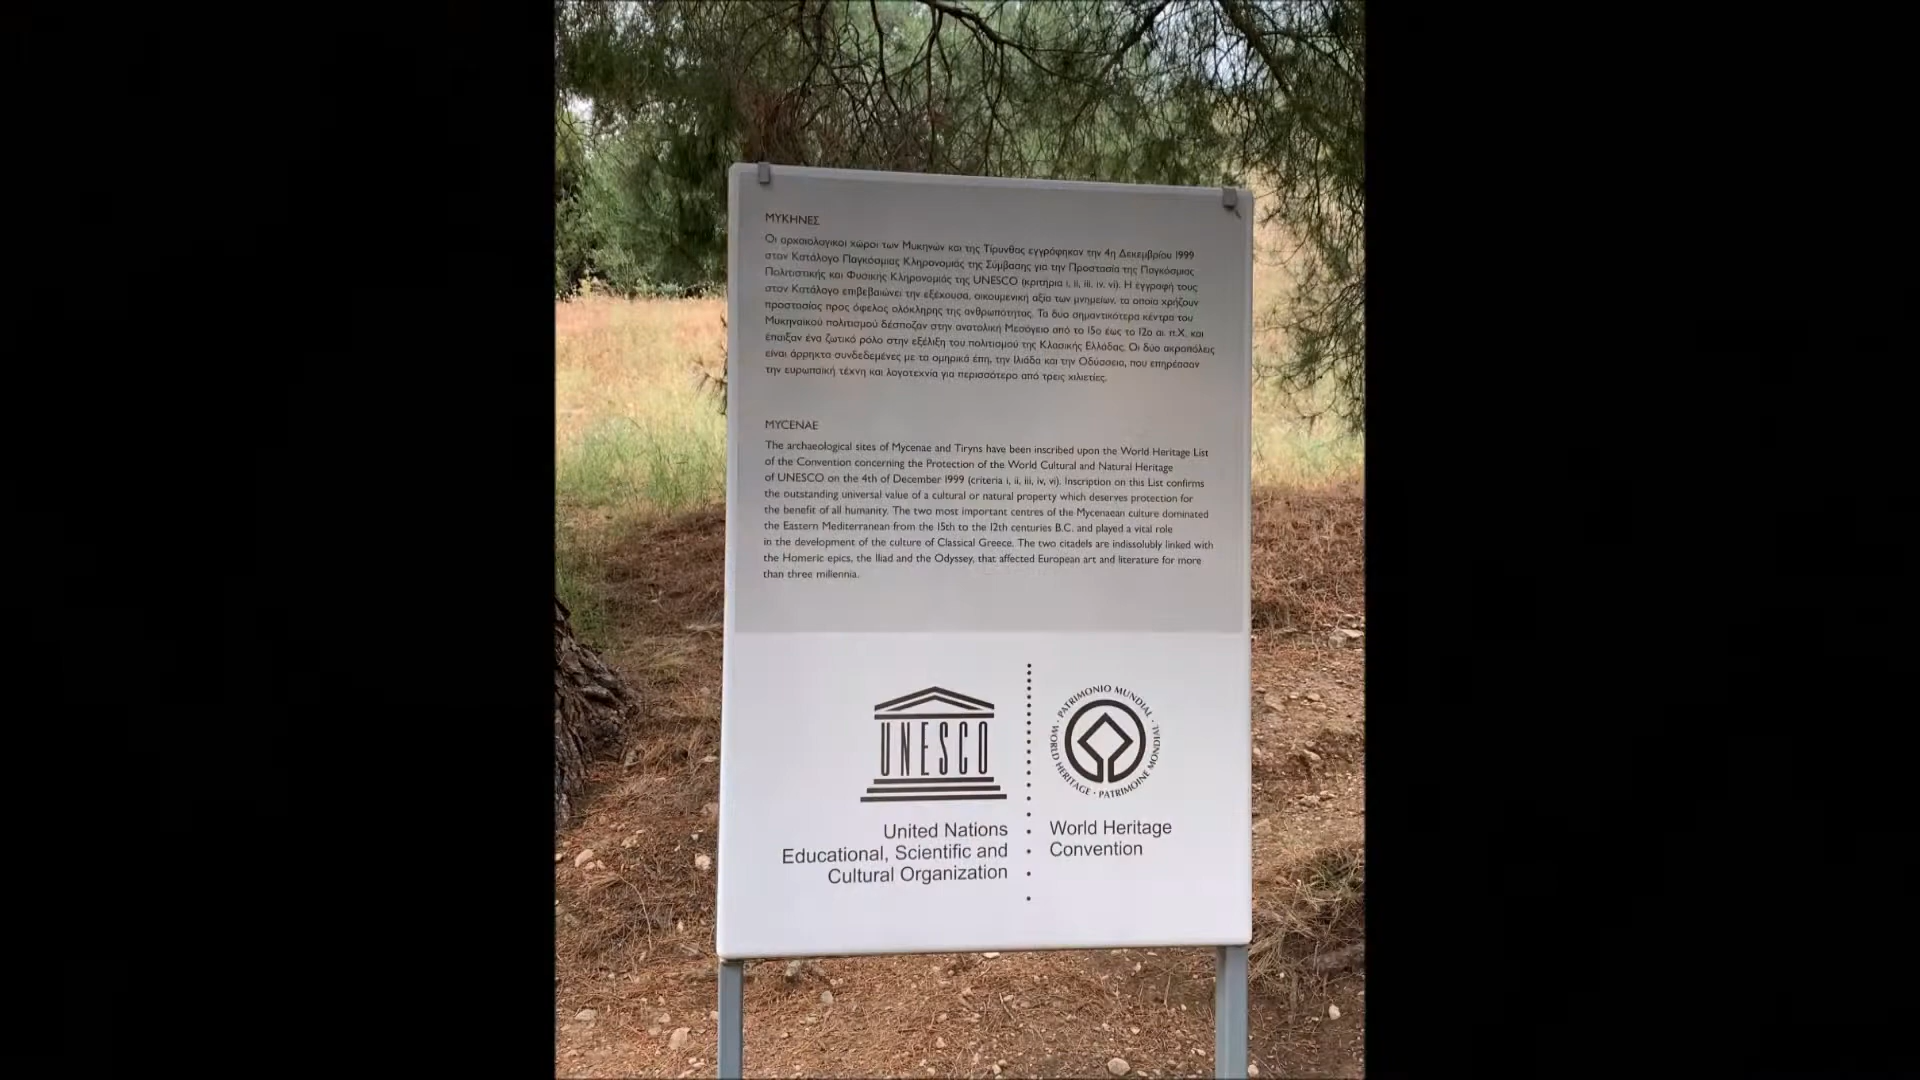 ΜΥΚΗΝΕΣ
Οι αρχαιολογικοί χώροι των Μυκηνών και της Τίρυνθας εγγράφηκαν την 4η Δεκεμβρίου 1999
στον Κατάλογο Παγκόσμιας Κληρονομιάς της Σύμβασης για την Προστασία της Παγκόσμιας
Πολιτιστικής και Φυσικής Κληρονομιάς της UNESCO (κριτήρια i, ii, iii, iv, vi). Η εγγραφή τους
στον Κατάλογο επιβεβαιώνει την εξέχουσα, οικουμενική αξία των μνημείων, τα οποία χρήζουν
προστασίας προς όφελος ολόκληρης της ανθρωπότητας. Τα δύο σημαντικότερα κέντρα του
Μυκηναϊκού πολιτισμού δέσποζαν στην ανατολική Μεσόγειο από το 15ο έως το 12ο αι. π.Χ. και
έπαιξαν ένα ζωτικό ρόλο στην εξέλιξη του πολιτισμού της Κλασικής Ελλάδας. Οι δύο ακροπόλεις
είναι άρρηκτα συνδεδεμένες με τα ομηρικά έπη, την Ιλιάδα και την Οδύσσεια, που επηρέασαν
την ευρωπαϊκή τέχνη και λογοτεχνία για περισσότερο από τρεις χιλιετίες.
MYCENAE
The archaeological sites of Mycenae and Tiryns have been inscribed upon the World Heritage List
of the Convention concerning the Protection of the World Cultural and Natural Heritage
of UNESCO on the 4th of December 1999 (criteria i, ii, iii, iv, vi). Inscription on this List confirms
the outstanding universal value of a cultural or natural property which deserves protection for
the benefit of all humanity. The two most important centres of the Mycenaean culture dominated
the Eastern Mediterranean from the 15th to the 12th centuries B.C. and played a vital role
in the development of the culture of Classical Greece. The two citadels are indissolubly linked with
the Homeric epics, the Iliad and the Odyssey, that affected European art and literature for more
than three millennia.
UNESCO
United Nations
Educational, Scientific and
Cultural Organization
WORLD HERITAGE · PATRIMONIO MUNDIAL · PATRIMOINE MONDIAL ·
World Heritage
Convention